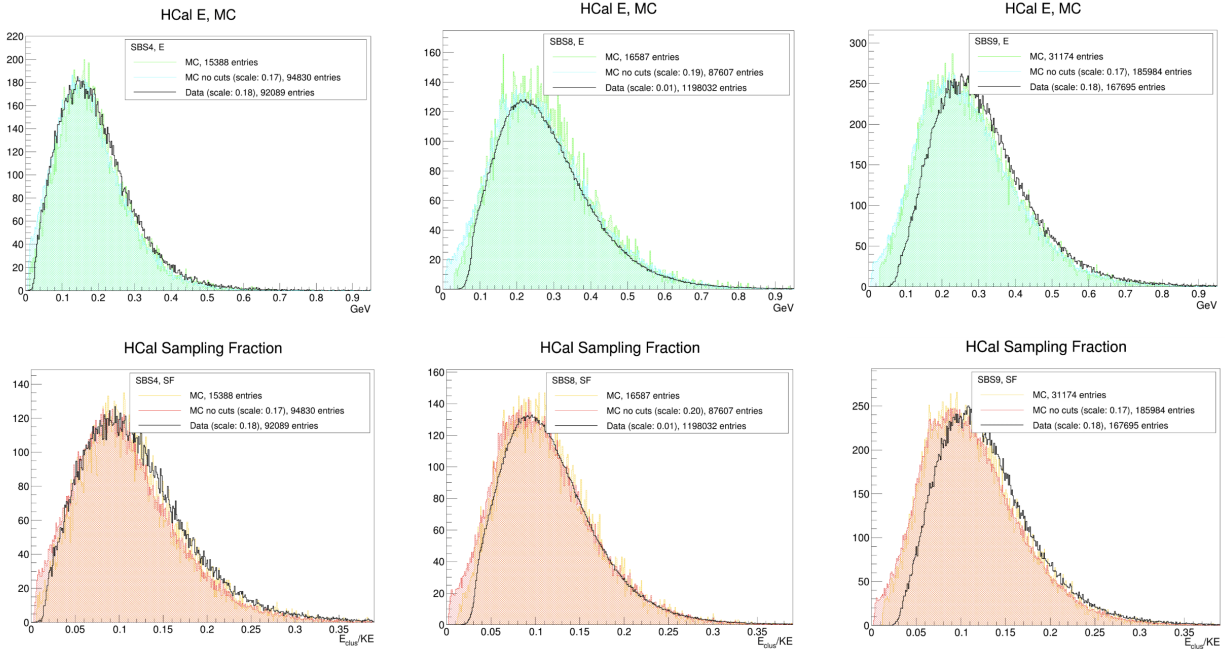 HCal E, MC
SBS4, E
MC, 15388 entries
MC no cuts (scale: 0.17), 94830 entries
Data (scale: 0.18), 92089 entries
220
200
180
160
140
120
100
80
60
40
20
0
0 0.1 0.2 0.3 0.4 0.5 0.6 0.7 0.8 0.9
GeV
HCal E, MC
SBS8, E
MC, 16587 entries
MC no cuts (scale: 0.19), 87607 entries
Data (scale: 0.01), 1198032 entries
160
140
120
100
80
60
40
20
0
0 0.1 0.2 0.3 0.4 0.5 0.6 0.7 0.8 0.9
GeV
HCal E, MC
SBS9, E
MC, 31174 entries
MC no cuts (scale: 0.17), 185984 entries
Data (scale: 0.18), 167695 entries
300
250
200
150
100
50
0
0 0.1 0.2 0.3 0.4 0.5 0.6 0.7 0.8 0.9
GeV
HCal Sampling Fraction
SBS4, SF
MC, 15388 entries
MC no cuts (scale: 0.17), 94830 entries
Data (scale: 0.18), 92089 entries
140
120
100
80
60
40
20
0
0 0.05 0.1 0.15 0.2 0.25 0.3 0.35
E_clus/KE
HCal Sampling Fraction
SBS8, SF
MC, 16587 entries
MC no cuts (scale: 0.20), 87607 entries
Data (scale: 0.01), 1198032 entries
160
140
120
100
80
60
40
20
0
0 0.05 0.1 0.15 0.2 0.25 0.3 0.35
E_clus/KE
HCal Sampling Fraction
SBS9, SF
MC, 31174 entries
MC no cuts (scale: 0.17), 185984 entries
Data (scale: 0.18), 167695 entries
250
200
150
100
50
0
0 0.05 0.1 0.15 0.2 0.25 0.3 0.35
E_clus/KE